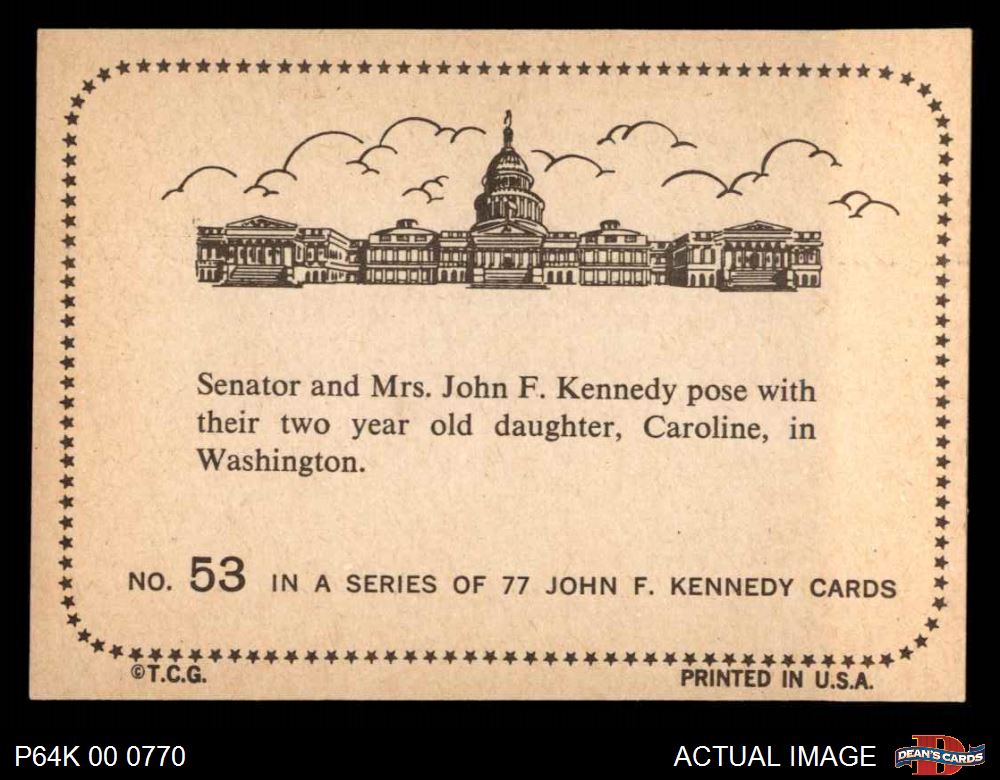 Senator and Mrs. John F. Kennedy pose with
their two year old daughter, Caroline, in
Washington.
NO. 53 IN A SERIES OF 77 JOHN F. KENNEDY CARDS
©T.C.G.
PRINTED IN U.S.A.
P64K 00 0770
ACTUAL IMAGE
D
DEAN'S CARDS